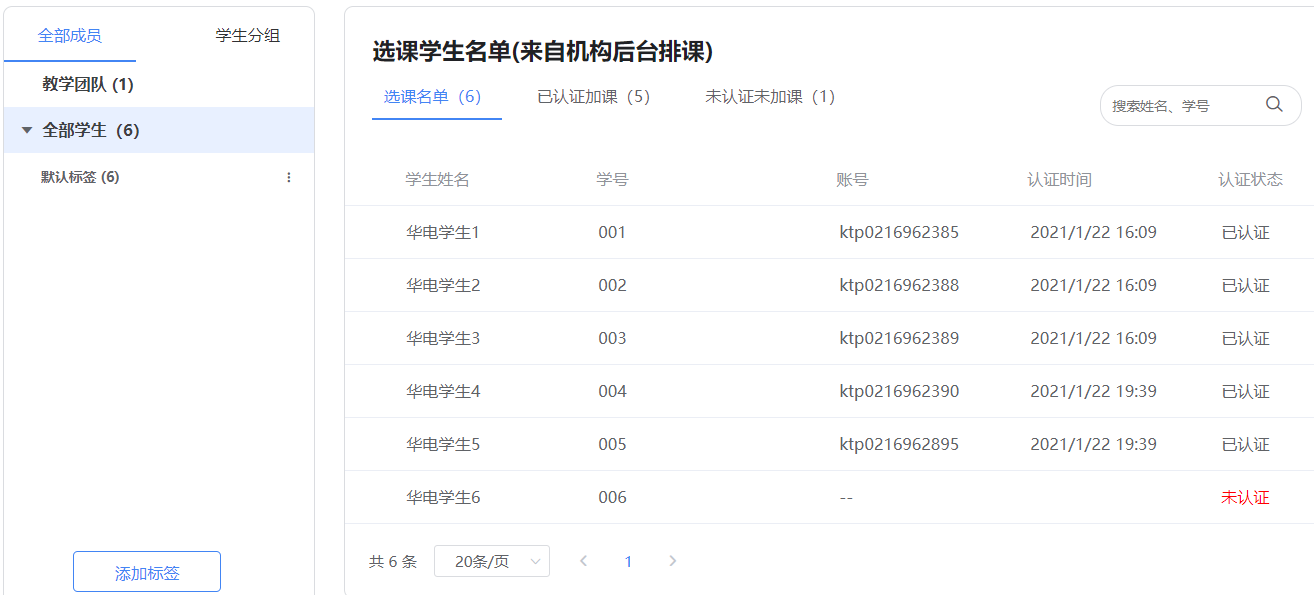 全部成员 学生分组
教学团队 (1)
全部学生 (6)
默认标签 (6)
添加标签
选课学生名单(来自机构后台排课)
选课名单 (6) 已认证加课 (5) 未认证未加课 (1)
搜索姓名、学号
学生姓名 学号 账号 认证时间 认证状态
华电学生1 001 ktp0216962385 2021/1/22 16:09 已认证
华电学生2 002 ktp0216962388 2021/1/22 16:09 已认证
华电学生3 003 ktp0216962389 2021/1/22 16:09 已认证
华电学生4 004 ktp0216962390 2021/1/22 19:39 已认证
华电学生5 005 ktp0216962895 2021/1/22 19:39 已认证
华电学生6 006 -- 未认证
共 6 条 20条/页 1